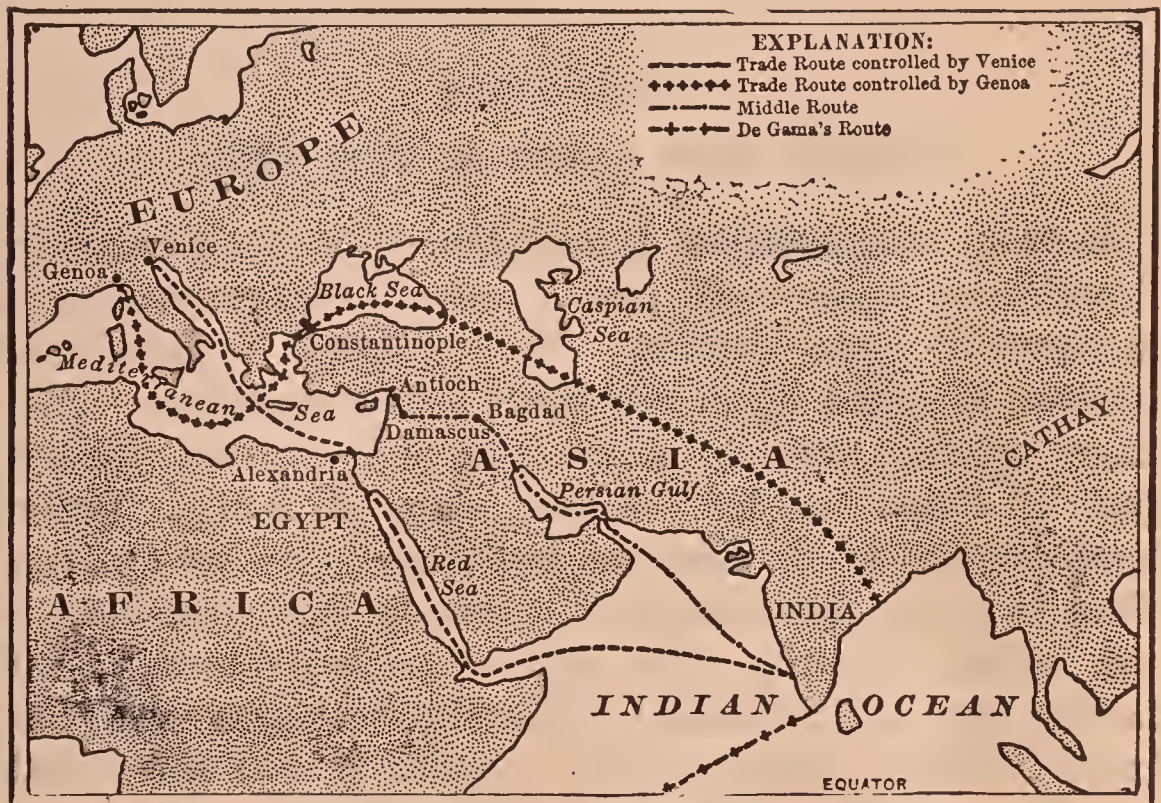 EXPLANATION:
Trade Route controlled by Venice
Trade Route controlled by Genoa
Middle Route
De Gama's Route
EUROPE
Venice
Genoa
Black Sea
Caspian
Sea
Constantinople
Mediterranean Sea
Antioch
Bagdad
Damascus
CATHAY
ASIA
Alexandria
Persian Gulf
EGYPT
Red
Sea
AFRICA
INDIA
INDIAN OCEAN
EQUATOR